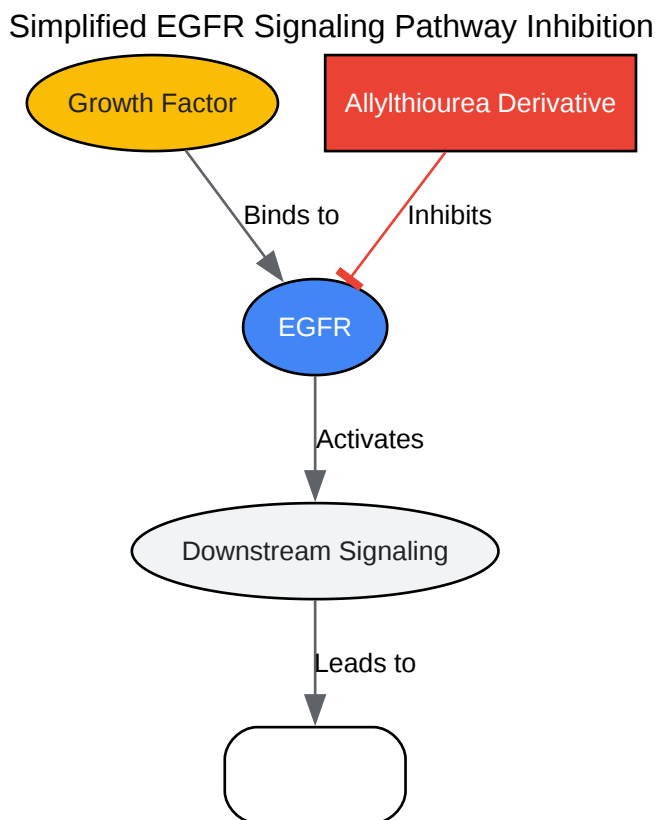 Simplified EGFR Signaling Pathway Inhibition
Growth Factor
Allylthiourea Derivative
Binds to
Inhibits
EGFR
Activates
Downstream Signaling
Leads to